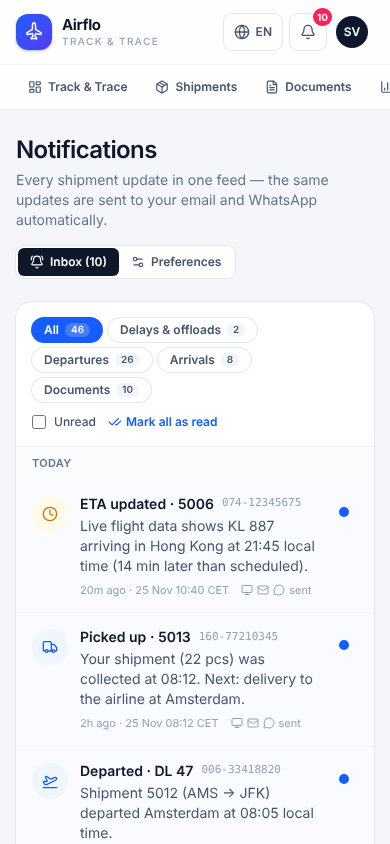 Airflo
TRACK & TRACE
EN
10
SV
Track & Trace
Shipments
Documents
Notifications
Every shipment update in one feed — the same
updates are sent to your email and WhatsApp
automatically.
Inbox (10)
Preferences
All 46
Delays & offloads 2
Departures 26
Arrivals 8
Documents 10
Unread
Mark all as read
TODAY
ETA updated · 5006 074-12345675
Live flight data shows KL 887
arriving in Hong Kong at 21:45 local
time (14 min later than scheduled).
20m ago · 25 Nov 10:40 CET sent
Picked up · 5013 160-77210345
Your shipment (22 pcs) was
collected at 08:12. Next: delivery to
the airline at Amsterdam.
2h ago · 25 Nov 08:12 CET sent
Departed · DL 47 006-33418820
Shipment 5012 (AMS → JFK)
departed Amsterdam at 08:05 local
time.